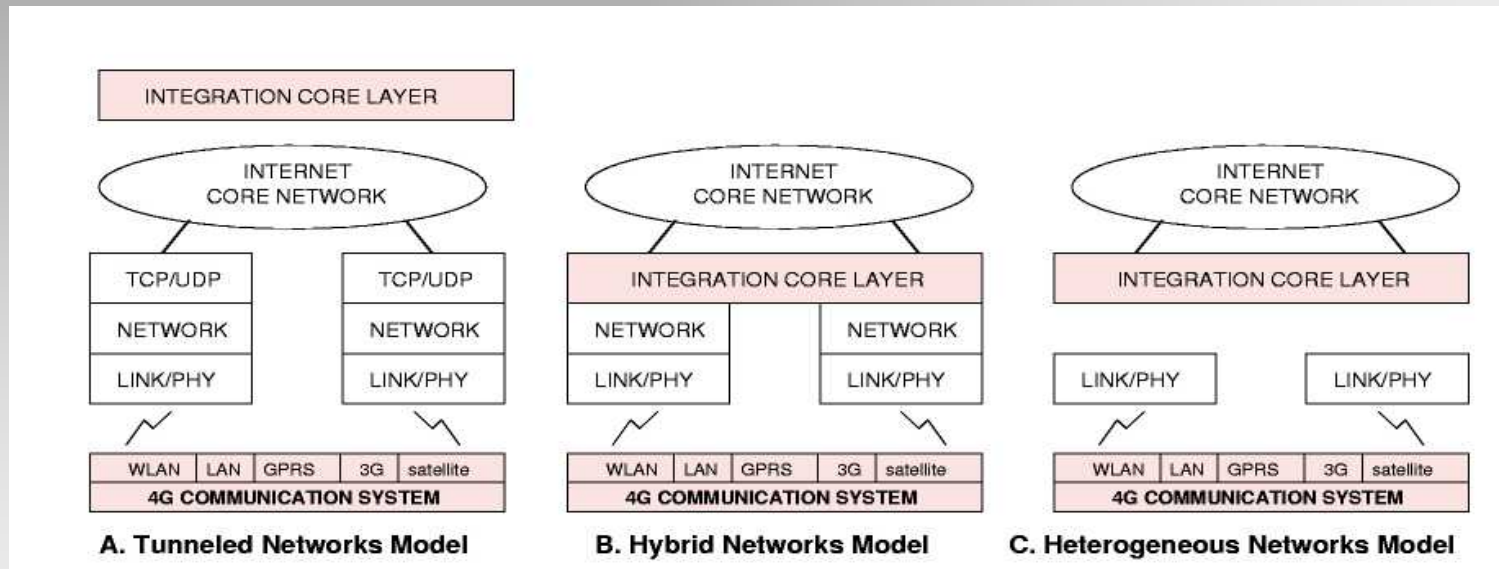 INTEGRATION CORE LAYER
INTERNET
CORE NETWORK
TCP/UDP
TCP/UDP
NETWORK
NETWORK
LINK/PHY
LINK/PHY
WLAN LAN GPRS 3G satellite
4G COMMUNICATION SYSTEM
A. Tunneled Networks Model
INTERNET
CORE NETWORK
INTEGRATION CORE LAYER
NETWORK
NETWORK
LINK/PHY
LINK/PHY
WLAN LAN GPRS 3G satellite
4G COMMUNICATION SYSTEM
B. Hybrid Networks Model
INTERNET
CORE NETWORK
INTEGRATION CORE LAYER
LINK/PHY
LINK/PHY
WLAN LAN GPRS 3G satellite
4G COMMUNICATION SYSTEM
C. Heterogeneous Networks Model